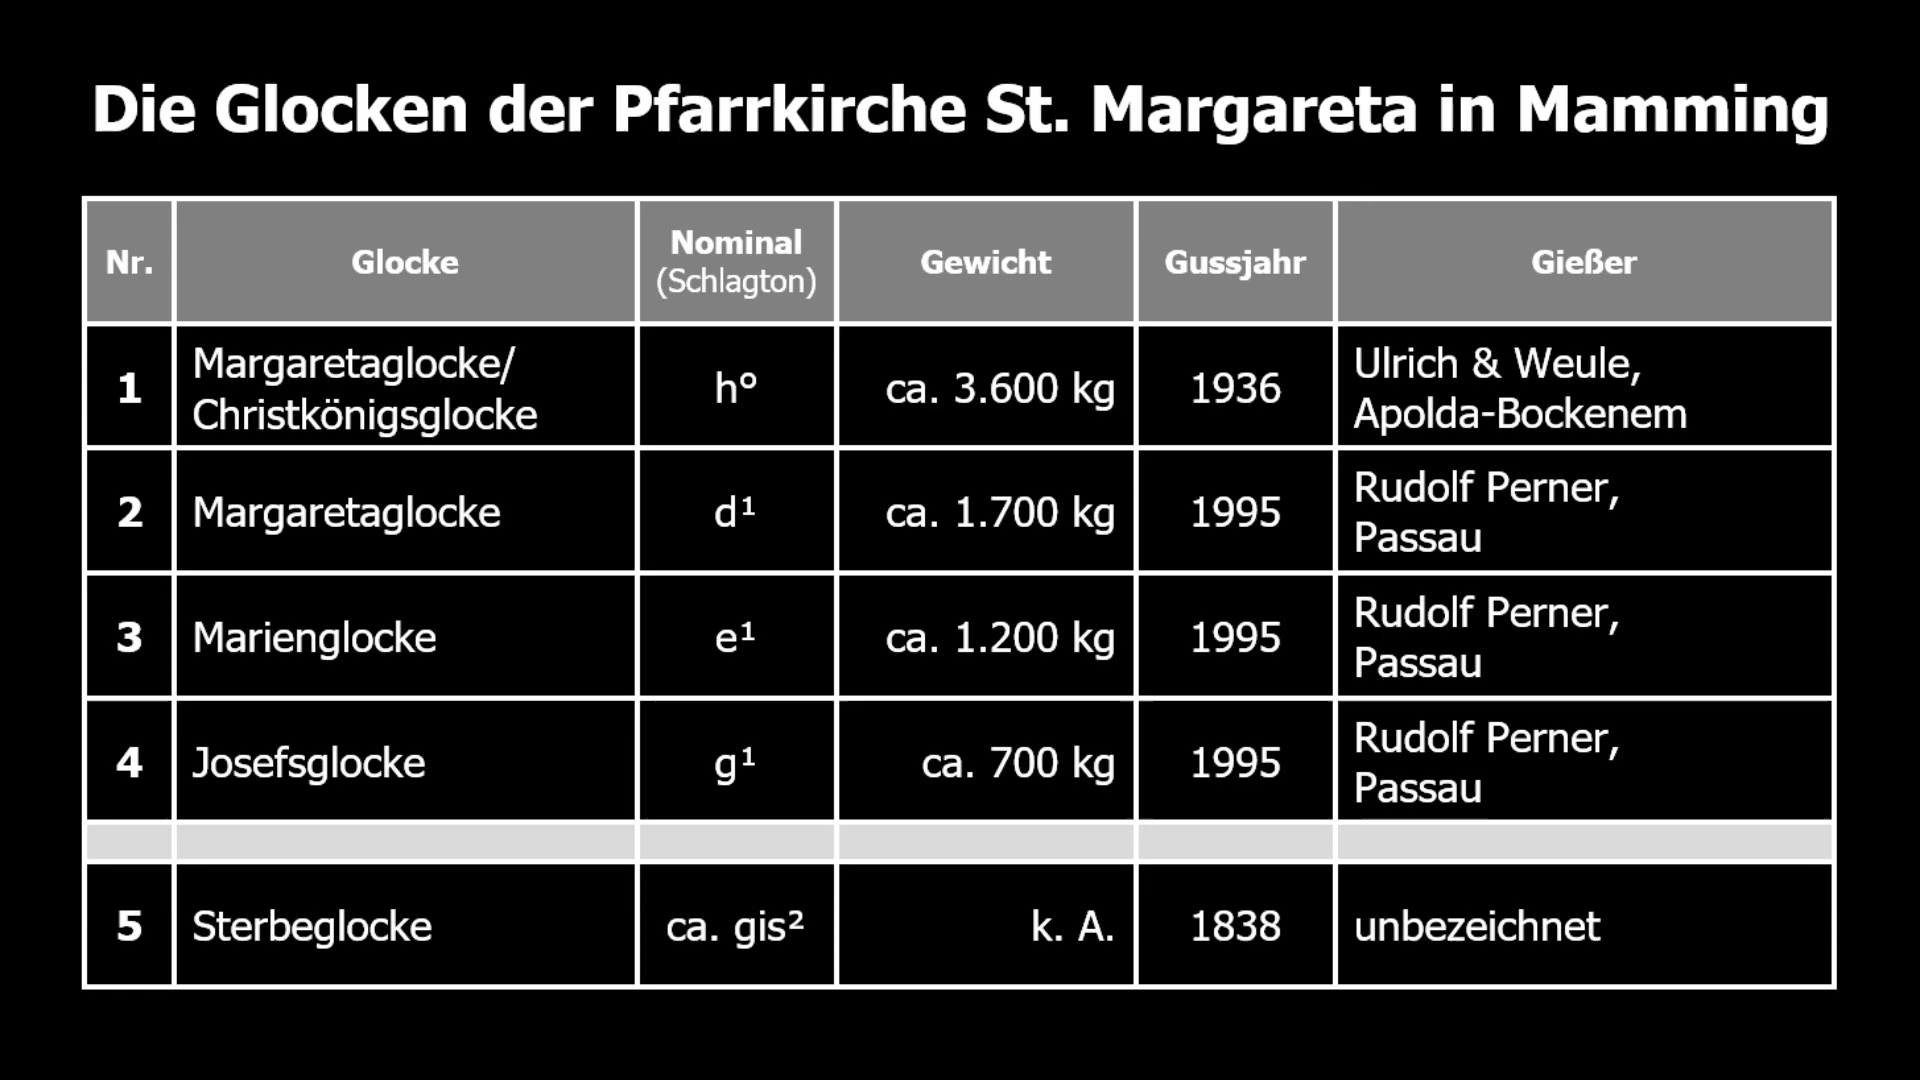 Die Glocken der Pfarrkirche St. Margareta in Mamming
Nr. Glocke Nominal (Schlagton) Gewicht Gussjahr Gießer
1 Margaretaglocke/ Christkönigsglocke h° ca. 3.600 kg 1936 Ulrich & Weule, Apolda-Bockenem
2 Margaretaglocke d¹ ca. 1.700 kg 1995 Rudolf Perner, Passau
3 Marienglocke e¹ ca. 1.200 kg 1995 Rudolf Perner, Passau
4 Josefsglocke g¹ ca. 700 kg 1995 Rudolf Perner, Passau
5 Sterbeglocke ca. gis² k. A. 1838 unbezeichnet